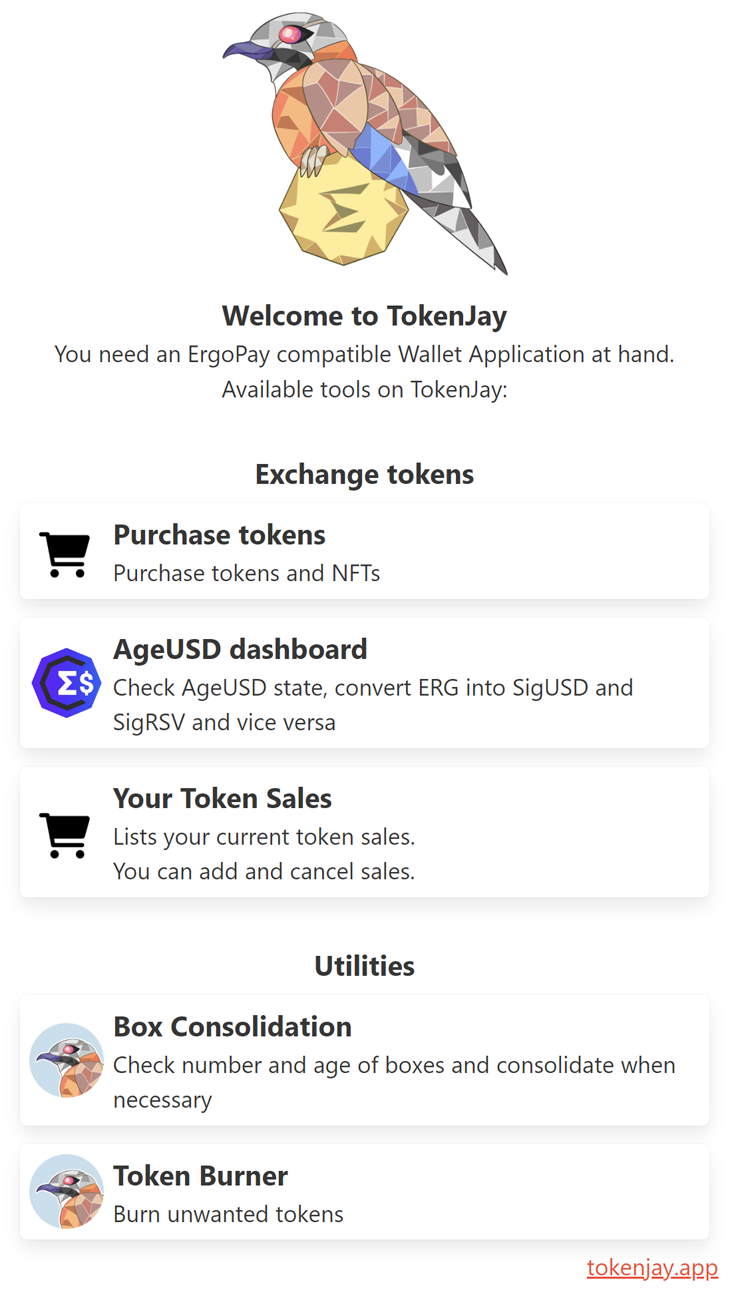 Welcome to TokenJay
You need an ErgoPay compatible Wallet Application at hand.
Available tools on TokenJay:
Exchange tokens
Purchase tokens
Purchase tokens and NFTs
Σ$
AgeUSD dashboard
Check AgeUSD state, convert ERG into SigUSD and
SigRSV and vice versa
Your Token Sales
Lists your current token sales.
You can add and cancel sales.
Utilities
Box Consolidation
Check number and age of boxes and consolidate when
necessary
Token Burner
Burn unwanted tokens
tokenjay.app